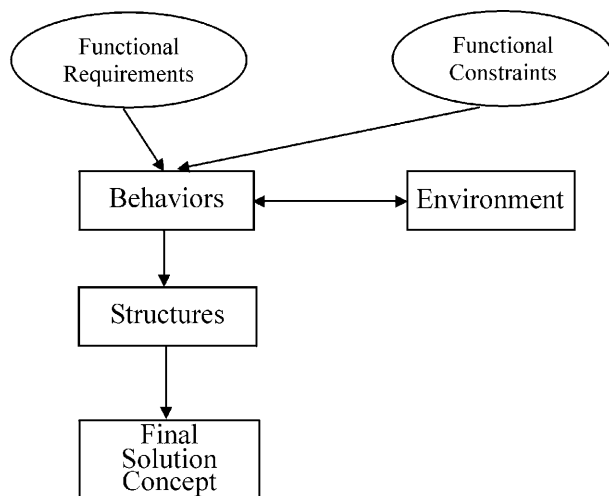 Functional
Requirements
Functional
Constraints
Behaviors
Environment
Structures
Final
Solution
Concept